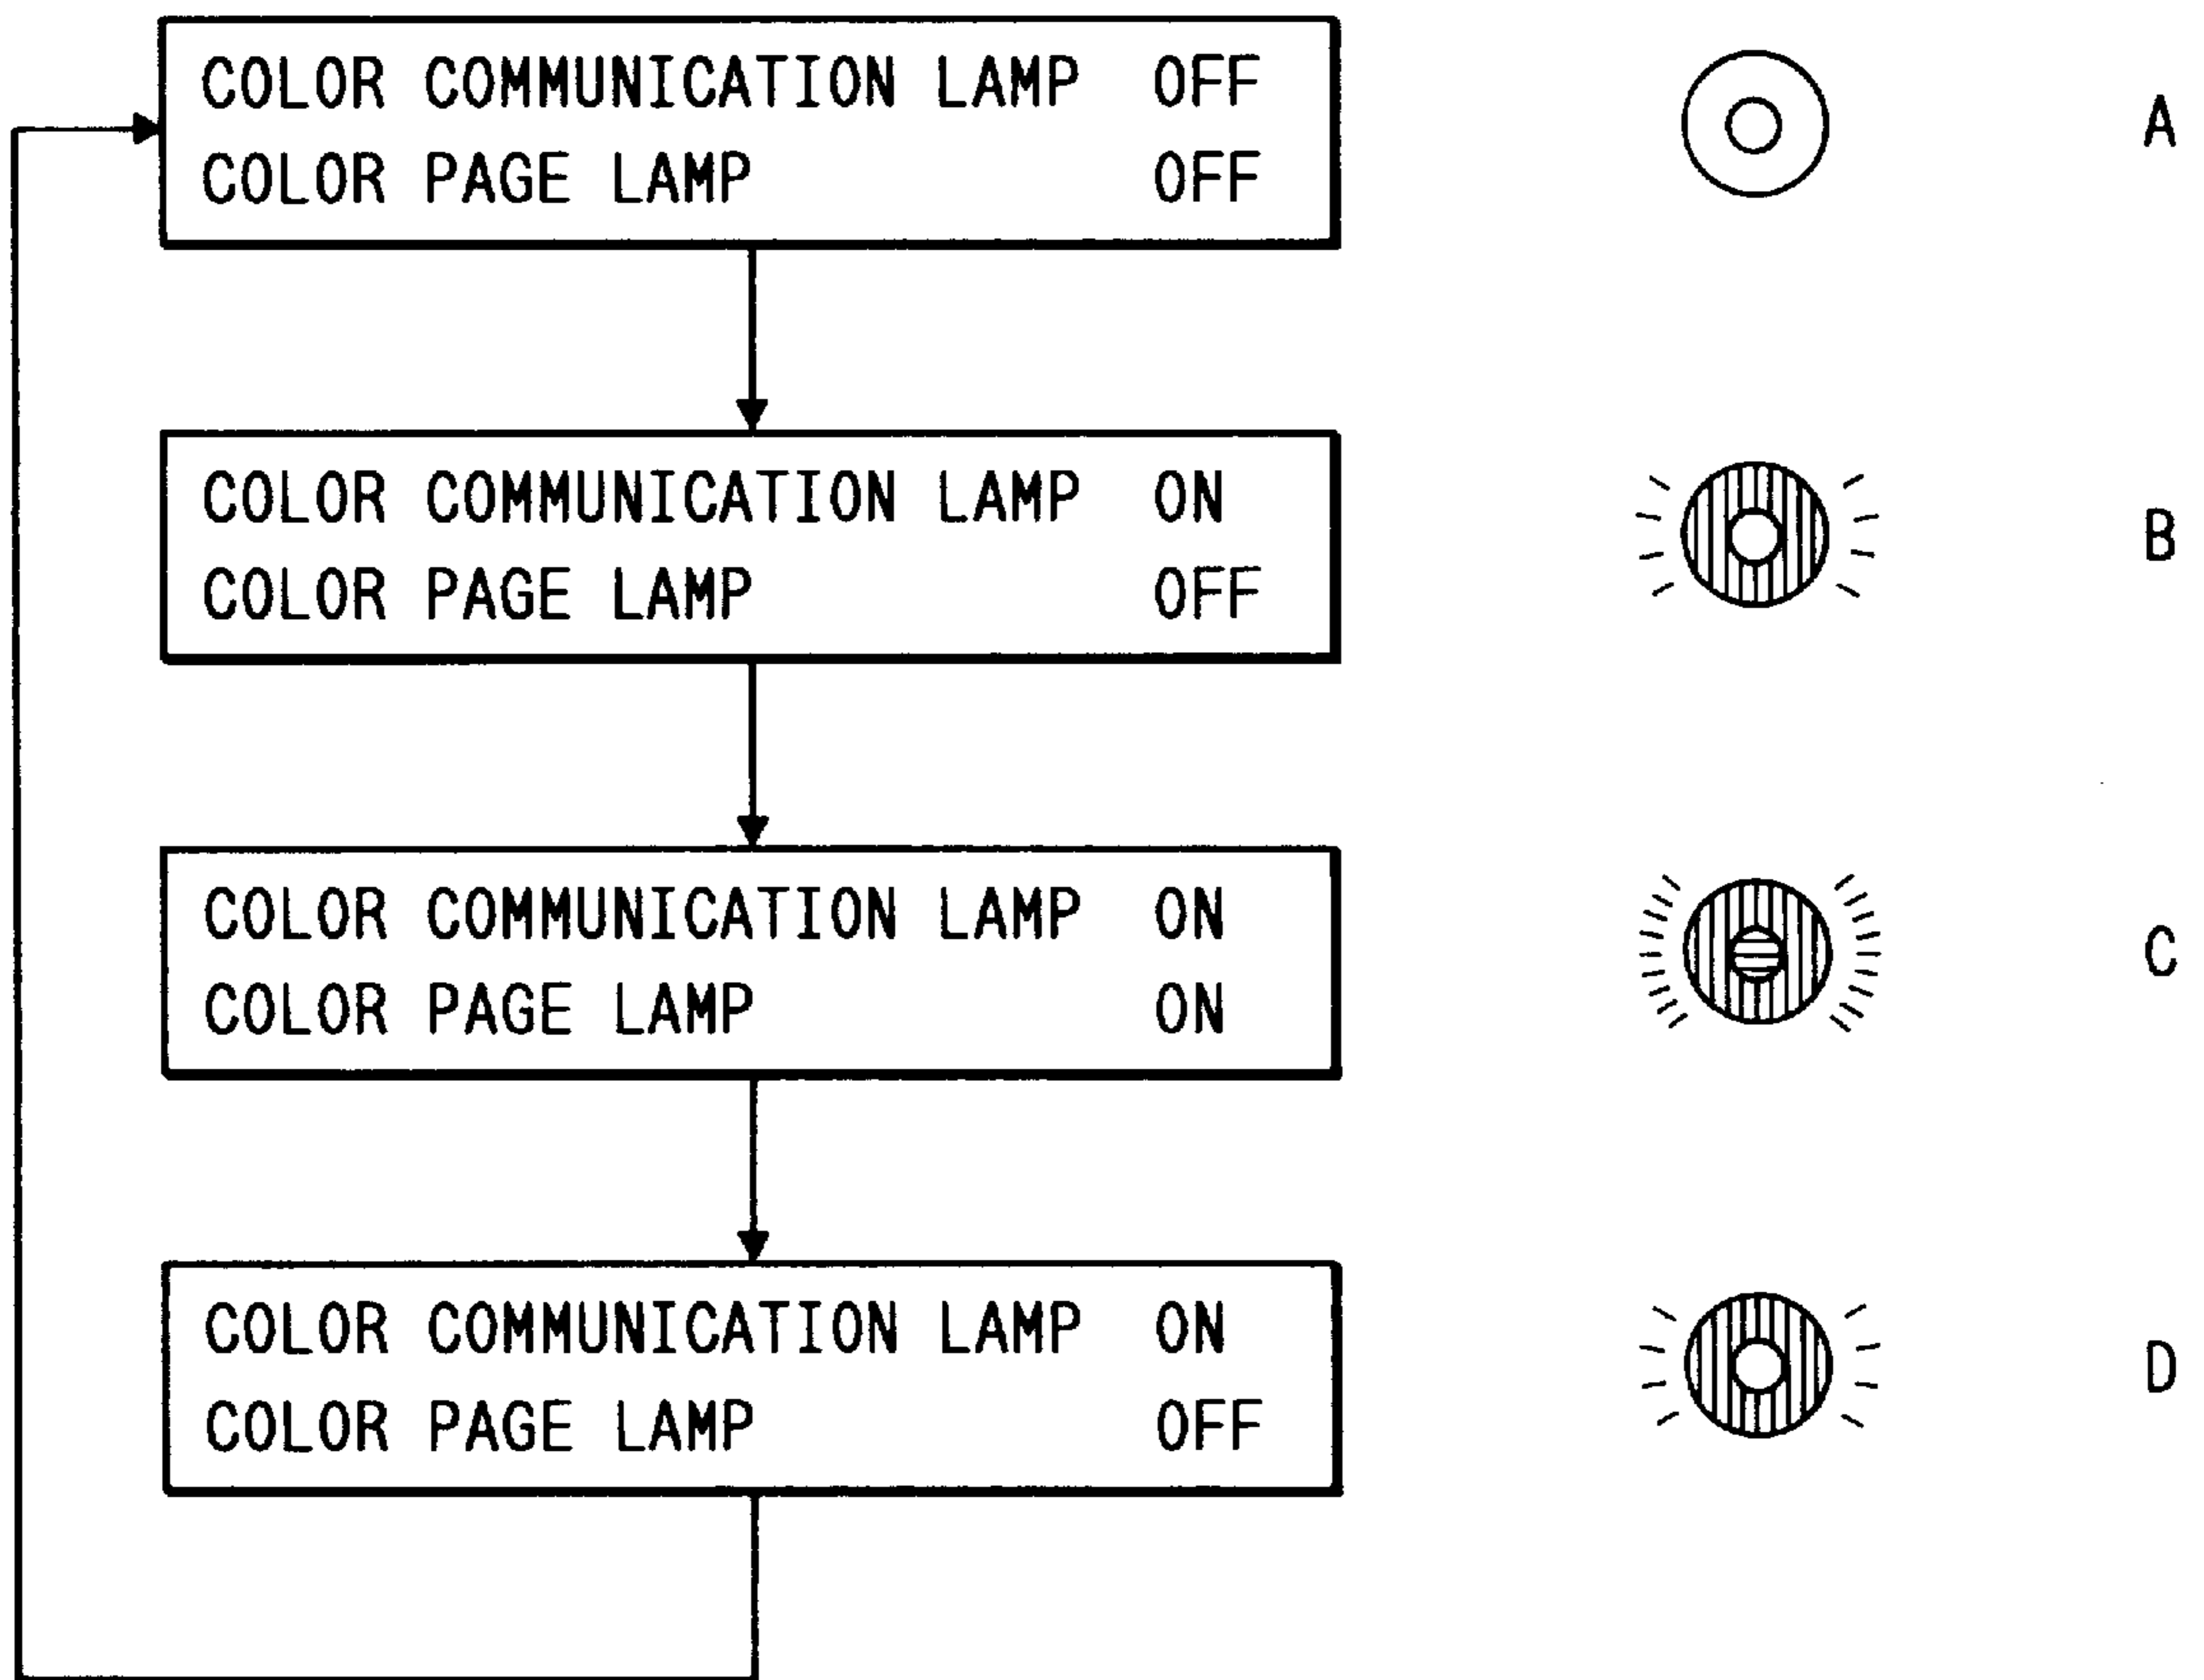 COLOR COMMUNICATION LAMP OFF
COLOR PAGE LAMP OFF
A
COLOR COMMUNICATION LAMP ON
COLOR PAGE LAMP OFF
B
COLOR COMMUNICATION LAMP ON
COLOR PAGE LAMP ON
C
COLOR COMMUNICATION LAMP ON
COLOR PAGE LAMP OFF
D